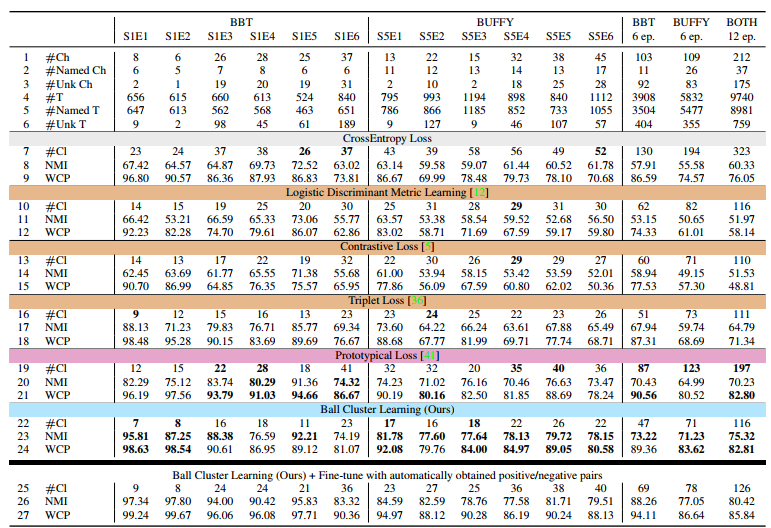 BBT BUFFY BBT BUFFY BOTH
S1E1 S1E2 S1E3 S1E4 S1E5 S1E6 S5E1 S5E2 S5E3 S5E4 S5E5 S5E6 6 ep. 6 ep. 12 ep.
1 #Ch 8 6 26 28 25 37 13 22 15 32 38 45 103 109 212
2 #Named Ch 6 5 7 8 6 6 11 12 13 14 13 17 11 26 37
3 #Unk Ch 2 1 19 20 19 31 2 10 2 18 25 28 92 83 175
4 #T 656 615 660 613 524 840 795 993 1194 898 840 1112 3908 5832 9740
5 #Named T 647 613 562 568 463 651 786 866 1185 852 733 1055 3504 5477 8981
6 #Unk T 9 2 98 45 61 189 9 127 9 46 107 57 404 355 759
CrossEntropy Loss
7 #Cl 23 24 37 38 26 37 43 39 58 56 49 52 130 194 323
8 NMI 67.42 64.57 64.87 69.73 72.52 63.02 63.14 59.58 59.07 61.44 60.52 61.78 57.91 55.58 60.33
9 WCP 96.80 90.57 86.36 87.93 86.83 73.81 86.67 69.99 78.48 79.73 78.10 70.68 86.59 74.57 76.05
Logistic Discriminant Metric Learning [12]
10 #Cl 14 15 19 25 20 30 25 31 28 29 31 30 62 82 116
11 NMI 66.42 53.21 66.59 65.33 73.06 55.77 63.57 53.38 58.54 59.52 52.68 56.50 53.15 50.65 51.97
12 WCP 92.23 82.28 74.70 79.61 86.07 62.86 83.02 58.71 71.69 67.59 59.17 59.80 74.33 61.01 58.14
Contrastive Loss [5]
13 #Cl 14 13 17 22 19 32 22 30 26 29 29 27 60 71 110
14 NMI 62.45 63.69 61.77 65.55 71.38 55.68 61.00 53.94 58.15 53.42 53.59 52.01 58.94 49.15 51.53
15 WCP 90.70 86.99 64.85 76.35 75.57 65.95 77.86 56.09 67.59 60.80 62.02 50.36 77.53 57.30 48.81
Triplet Loss [36]
16 #Cl 9 12 15 16 13 23 23 24 22 22 23 26 51 73 111
17 NMI 88.13 71.23 79.83 76.71 85.77 69.34 73.60 64.22 66.24 63.61 67.88 65.49 67.94 59.74 64.79
18 WCP 98.48 95.28 90.15 83.69 89.69 76.67 88.68 67.77 81.99 69.71 77.74 68.71 87.31 68.69 71.34
Prototypical Loss [41]
19 #Cl 12 15 22 28 18 41 32 32 20 35 40 36 87 123 197
20 NMI 82.29 75.12 83.74 80.29 91.36 74.32 74.23 71.02 76.16 70.46 76.63 73.47 70.43 64.99 70.23
21 WCP 96.19 97.56 93.79 91.03 94.66 86.67 90.19 80.16 82.50 81.85 88.69 78.24 90.56 80.52 82.80
Ball Cluster Learning (Ours)
22 #Cl 7 8 16 18 11 23 17 16 18 22 26 22 47 71 116
23 NMI 95.81 87.25 88.38 76.59 92.21 74.19 81.78 77.60 77.64 78.13 79.72 78.15 73.22 71.23 75.32
24 WCP 98.63 98.54 90.61 86.95 89.12 81.07 92.08 79.76 84.00 84.97 89.05 80.58 89.36 83.62 82.81
Ball Cluster Learning (Ours) + Fine-tune with automatically obtained positive/negative pairs
25 #Cl 9 8 24 24 21 36 23 27 25 36 38 40 69 78 126
26 NMI 97.34 97.80 94.00 90.42 95.83 83.32 84.59 82.59 78.76 77.58 81.71 79.51 88.26 77.05 80.42
27 WCP 99.24 99.67 96.06 96.08 97.71 90.36 94.97 88.12 90.28 86.19 90.24 88.13 94.11 86.64 85.84